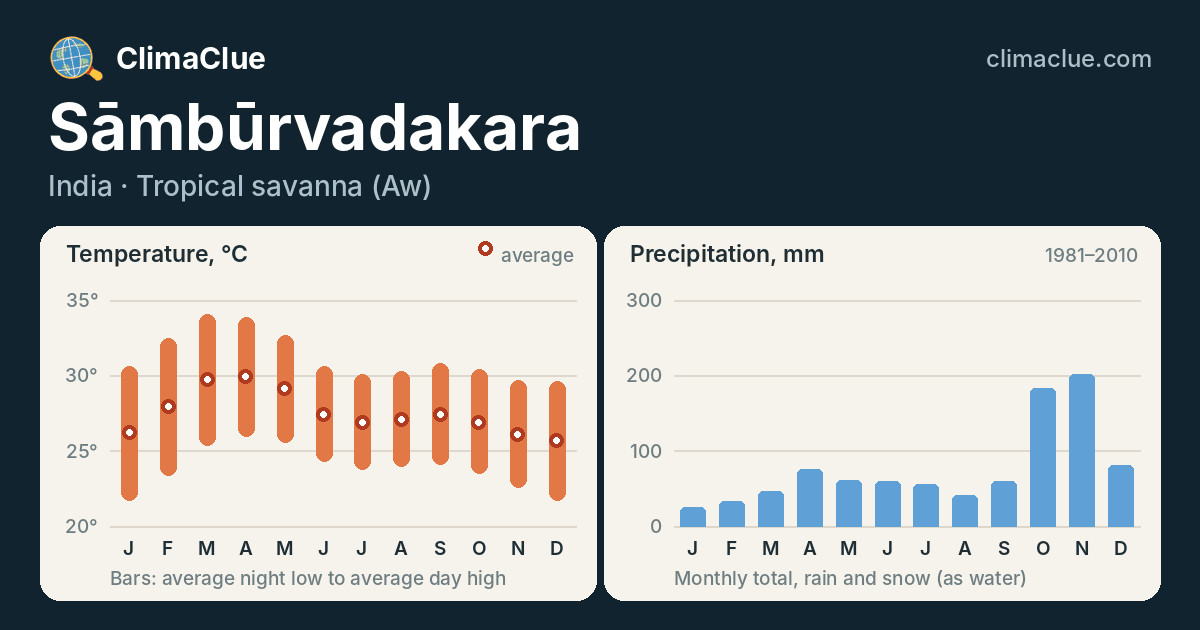 ClimaClue
climaclue.com
Sāmbūrvadakara
India · Tropical savanna (Aw)
Temperature, °C
average
35°
30°
25°
20°
J F M A M J J A S O N D
Bars: average night low to average day high
Precipitation, mm
1981–2010
300
200
100
0
J F M A M J J A S O N D
Monthly total, rain and snow (as water)